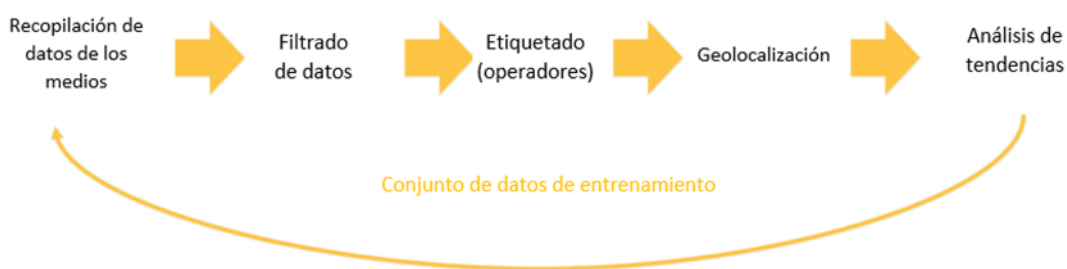 Recopilación de
datos de los
medios
Filtrado
de datos
Etiquetado
(operadores)
Geolocalización
Análisis de
tendencias
Conjunto de datos de entrenamiento